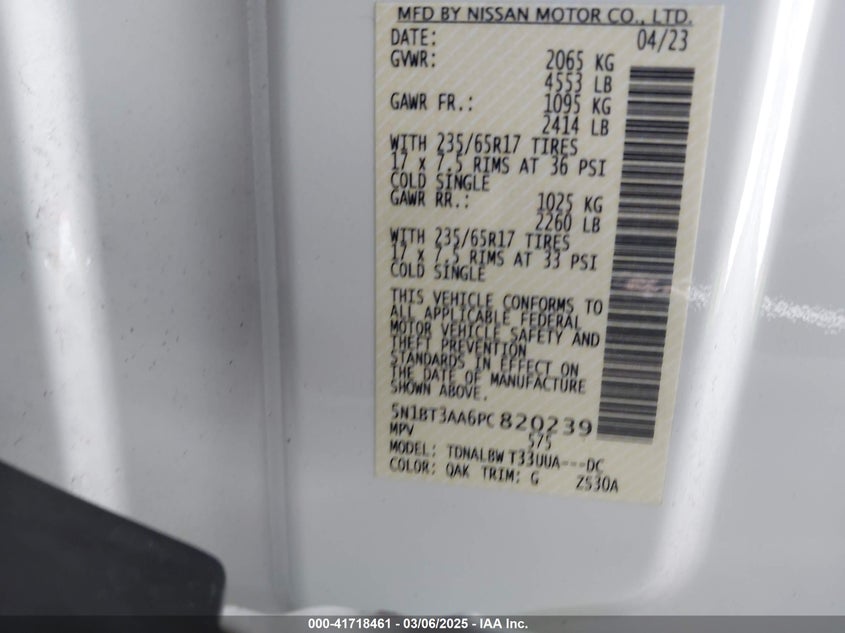 MFD BY NISSAN MOTOR CO., LTD.
DATE: 04/23
GVWR: 2065 KG
4553 LB
GAWR FR.: 1095 KG
2414 LB
WITH 235/65R17 TIRES
17 x 7.5 RIMS AT 36 PSI
COLD SINGLE
GAWR RR.: 1025 KG
2260 LB
WITH 235/65R17 TIRES
17 x 7.5 RIMS AT 33 PSI
COLD SINGLE
THIS VEHICLE CONFORMS TO
ALL APPLICABLE FEDERAL
MOTOR VEHICLE SAFETY AND
THEFT PREVENTION
STANDARDS IN EFFECT ON
THE DATE OF MANUFACTURE
SHOWN ABOVE.
5N1BT3AA6PC820239
MPV 575
MODEL: TDNALBW T33UUA---DC
COLOR: QAK TRIM: G ZS30A
000-41718461 - 03/06/2025 - IAAI.com